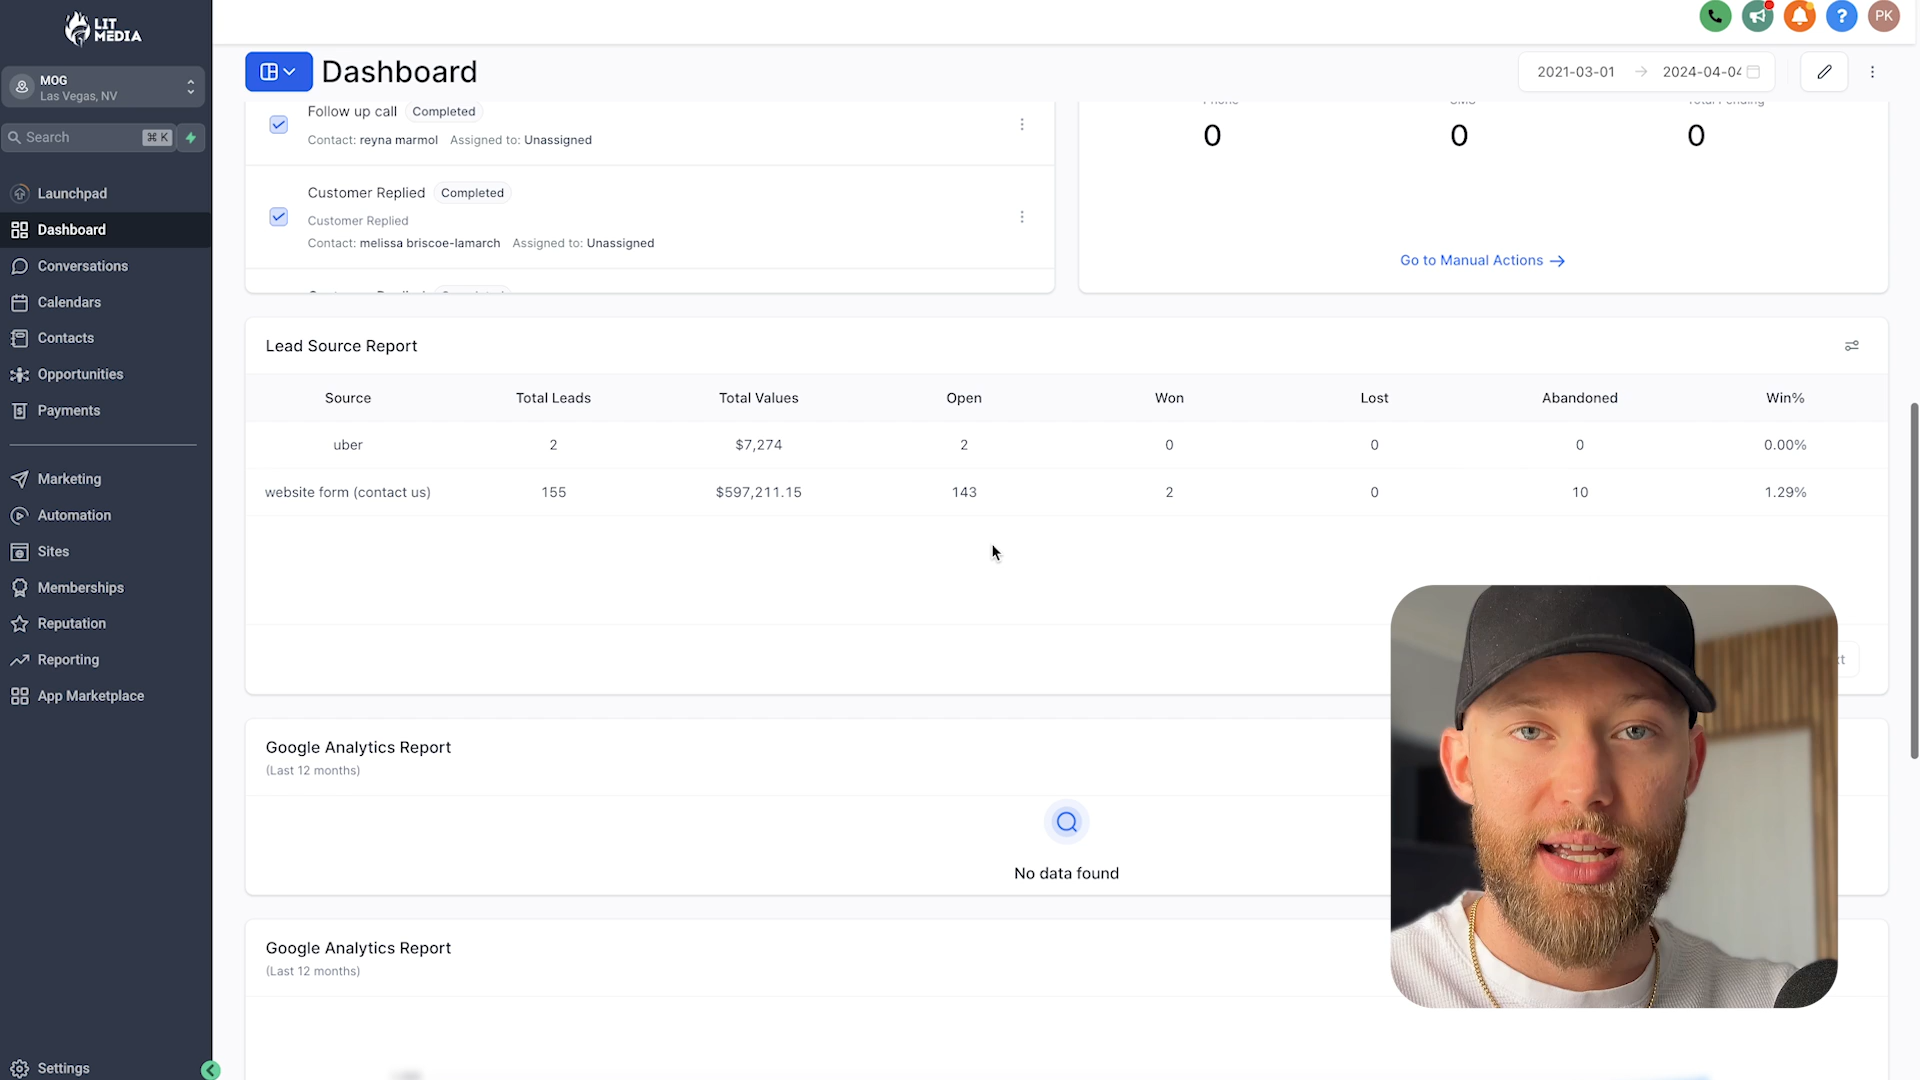 LIT
MEDIA
MOG
Las Vegas, NV
Search ⌘ K
Launchpad
Dashboard
Conversations
Calendars
Contacts
Opportunities
Payments
Marketing
Automation
Sites
Memberships
Reputation
Reporting
App Marketplace
Settings
?
PK
Dashboard
2021-03-01 → 2024-04-04
Follow up call Completed
Contact: reyna marmol Assigned to: Unassigned
Customer Replied Completed
Customer Replied
Contact: melissa briscoe-lamarch Assigned to: Unassigned
Phone SMS Total Pending
0 0 0
Go to Manual Actions →
Lead Source Report
Source Total Leads Total Values Open Won Lost Abandoned Win%
uber 2 $7,274 2 0 0 0 0.00%
website form (contact us) 155 $597,211.15 143 2 0 10 1.29%
Google Analytics Report
(Last 12 months)
No data found
Google Analytics Report
(Last 12 months)